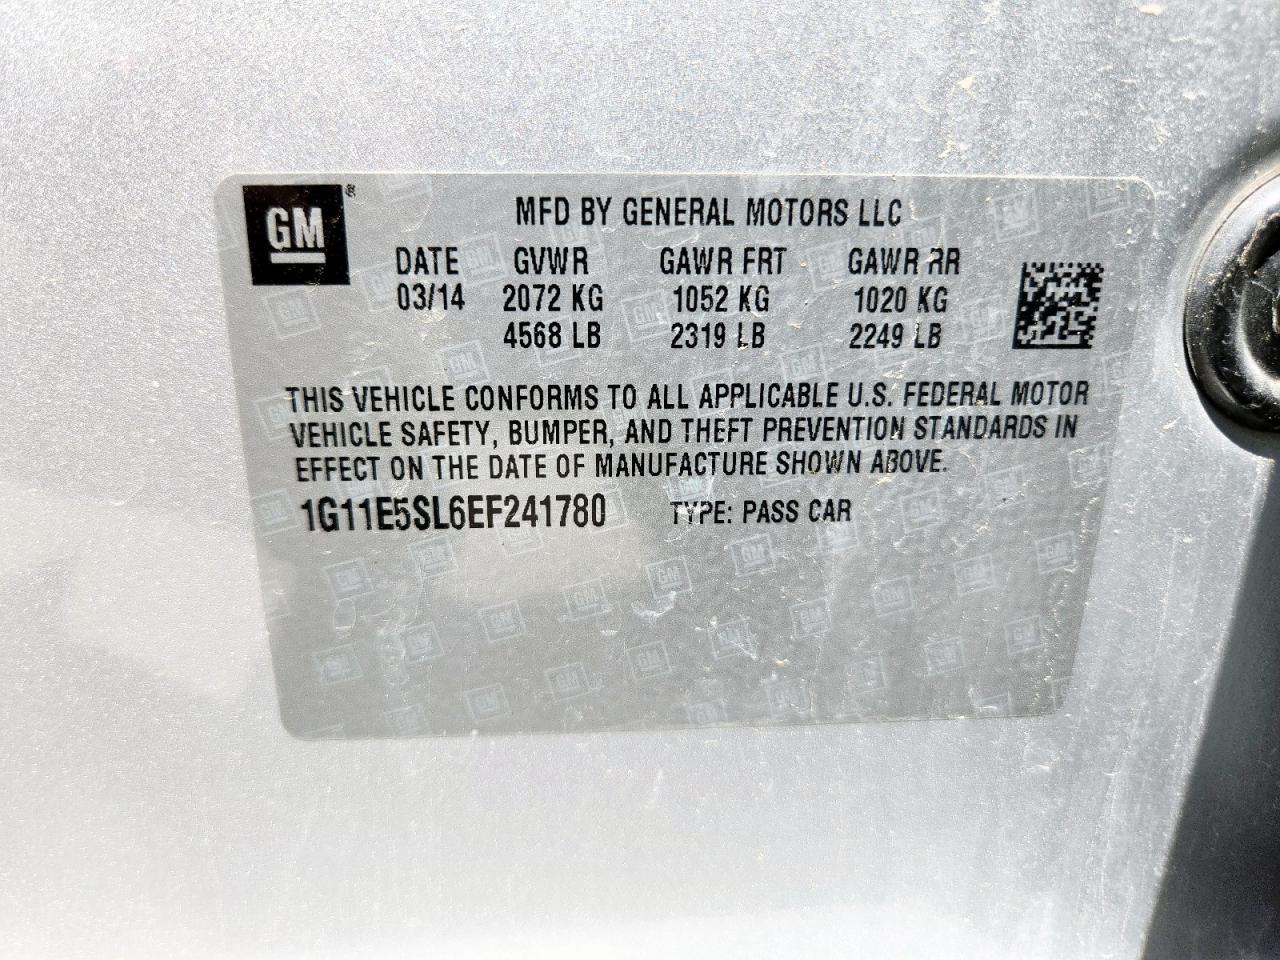 GM®
MFD BY GENERAL MOTORS LLC
DATE GVWR GAWR FRT GAWR RR
03/14 2072 KG 1052 KG 1020 KG
4568 LB 2319 LB 2249 LB
THIS VEHICLE CONFORMS TO ALL APPLICABLE U.S. FEDERAL MOTOR
VEHICLE SAFETY, BUMPER, AND THEFT PREVENTION STANDARDS IN
EFFECT ON THE DATE OF MANUFACTURE SHOWN ABOVE.
1G11E5SL6EF241780 TYPE: PASS CAR